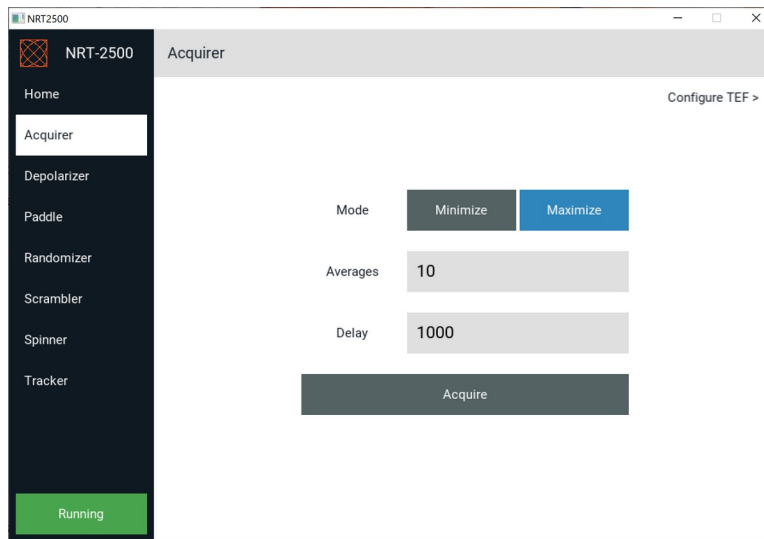 NRT2500
NRT-2500
Acquirer
Home
Configure TEF >
Acquirer
Depolarizer
Paddle
Randomizer
Scrambler
Spinner
Tracker
Running
Mode
Minimize
Maximize
Averages
10
Delay
1000
Acquire